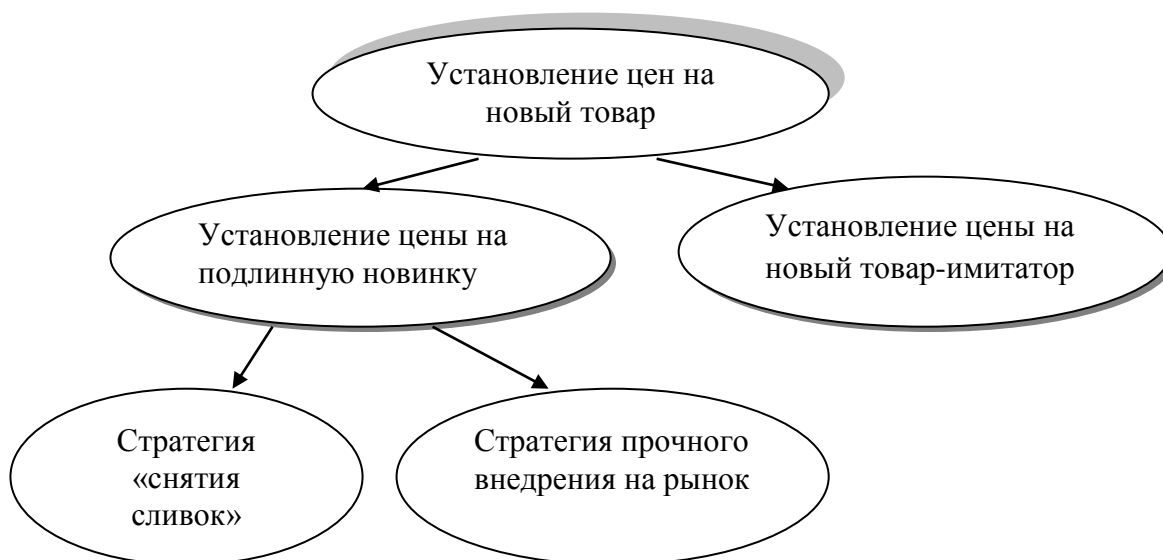 Установление цен на
новый товар
Установление цены на
подлинную новинку
Установление цены на
новый товар-имитатор
Стратегия
«снятия
сливок»
Стратегия прочного
внедрения на рынок